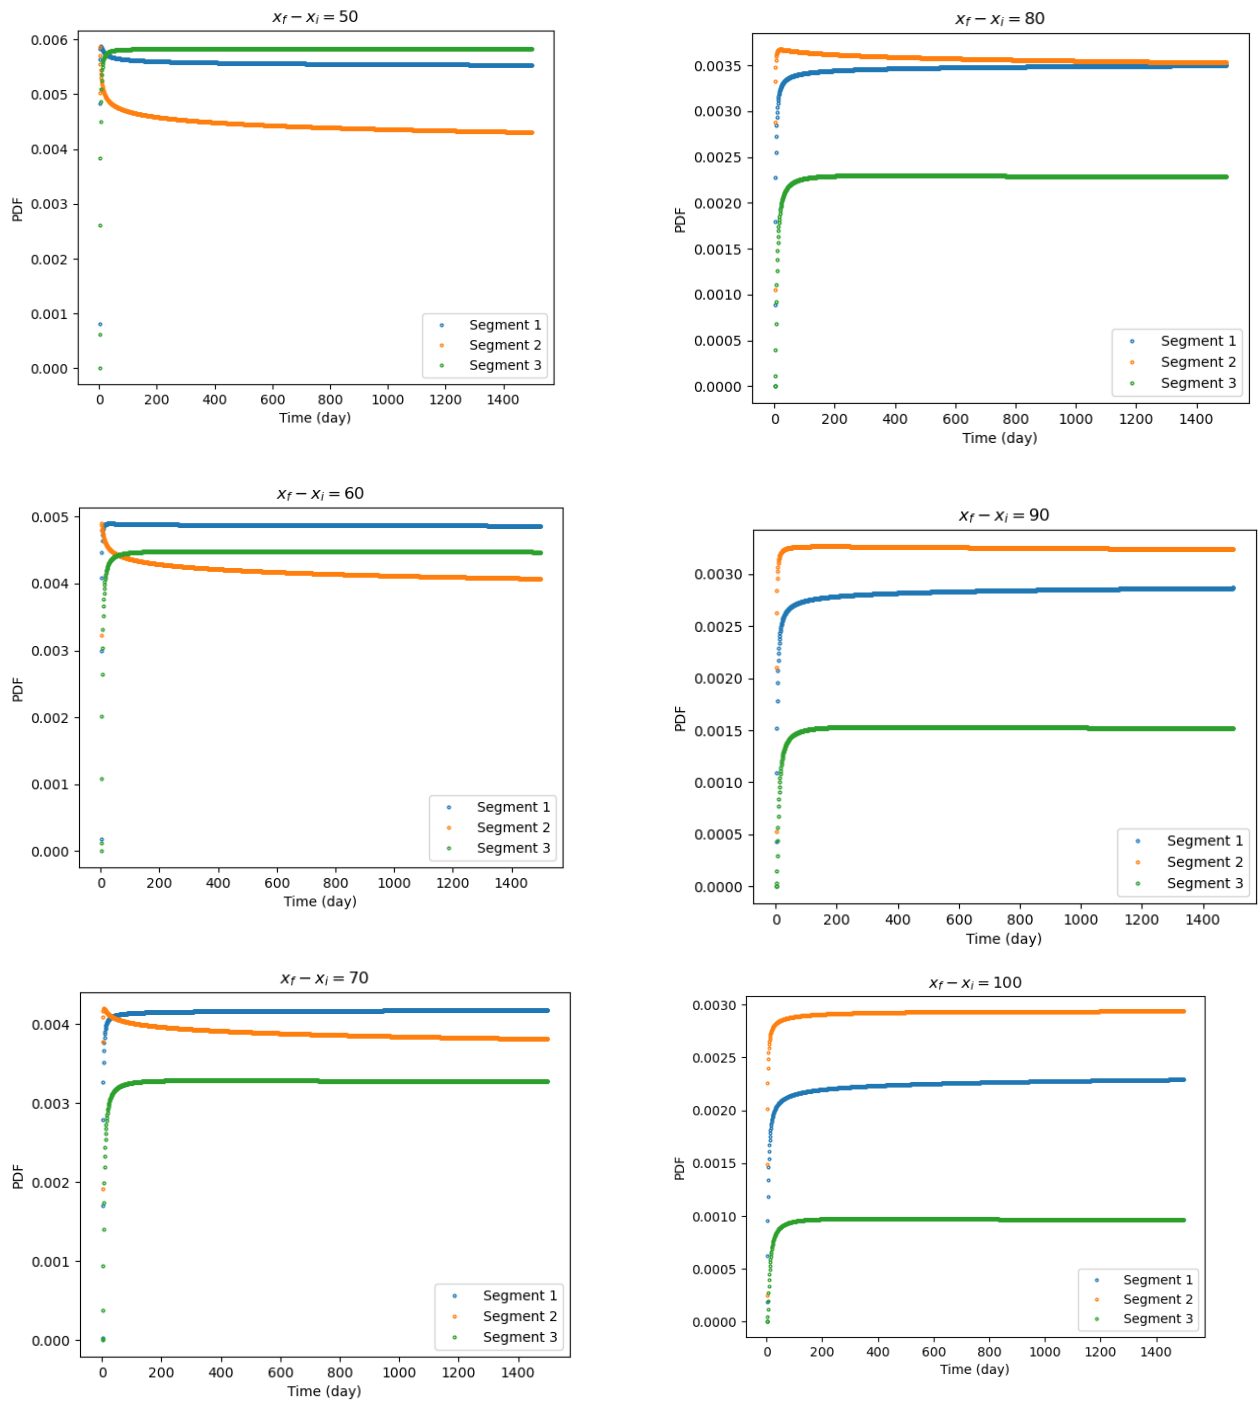 x_f − x_i = 50
0.006
0.005
0.004
0.003
0.002
0.001
0.000
PDF
Segment 1
Segment 2
Segment 3
0 200 400 600 800 1000 1200 1400
Time (day)
x_f − x_i = 80
0.0035
0.0030
0.0025
0.0020
0.0015
0.0010
0.0005
0.0000
PDF
Segment 1
Segment 2
Segment 3
0 200 400 600 800 1000 1200 1400
Time (day)
x_f − x_i = 60
0.005
0.004
0.003
0.002
0.001
0.000
PDF
Segment 1
Segment 2
Segment 3
0 200 400 600 800 1000 1200 1400
Time (day)
x_f − x_i = 90
0.0030
0.0025
0.0020
0.0015
0.0010
0.0005
0.0000
PDF
Segment 1
Segment 2
Segment 3
0 200 400 600 800 1000 1200 1400
Time (day)
x_f − x_i = 70
0.004
0.003
0.002
0.001
0.000
PDF
Segment 1
Segment 2
Segment 3
0 200 400 600 800 1000 1200 1400
Time (day)
x_f − x_i = 100
0.0030
0.0025
0.0020
0.0015
0.0010
0.0005
0.0000
PDF
Segment 1
Segment 2
Segment 3
0 200 400 600 800 1000 1200 1400
Time (day)